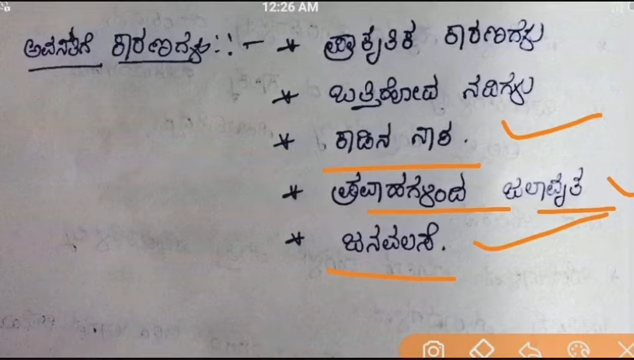 12:26 AM
ಅವನತಿಗೆ ಕಾರಣಗಳು :- * ಪ್ರಾಕೃತಿಕ ಕಾರಣಗಳು
* ಬತ್ತಿಹೋದ ನದಿಗಳು
* ಕಾಡಿನ ನಾಶ.
* ಪ್ರವಾಹಗಳಿಂದ ಜಲಾವೃತ
* ಜನವಲಸೆ.